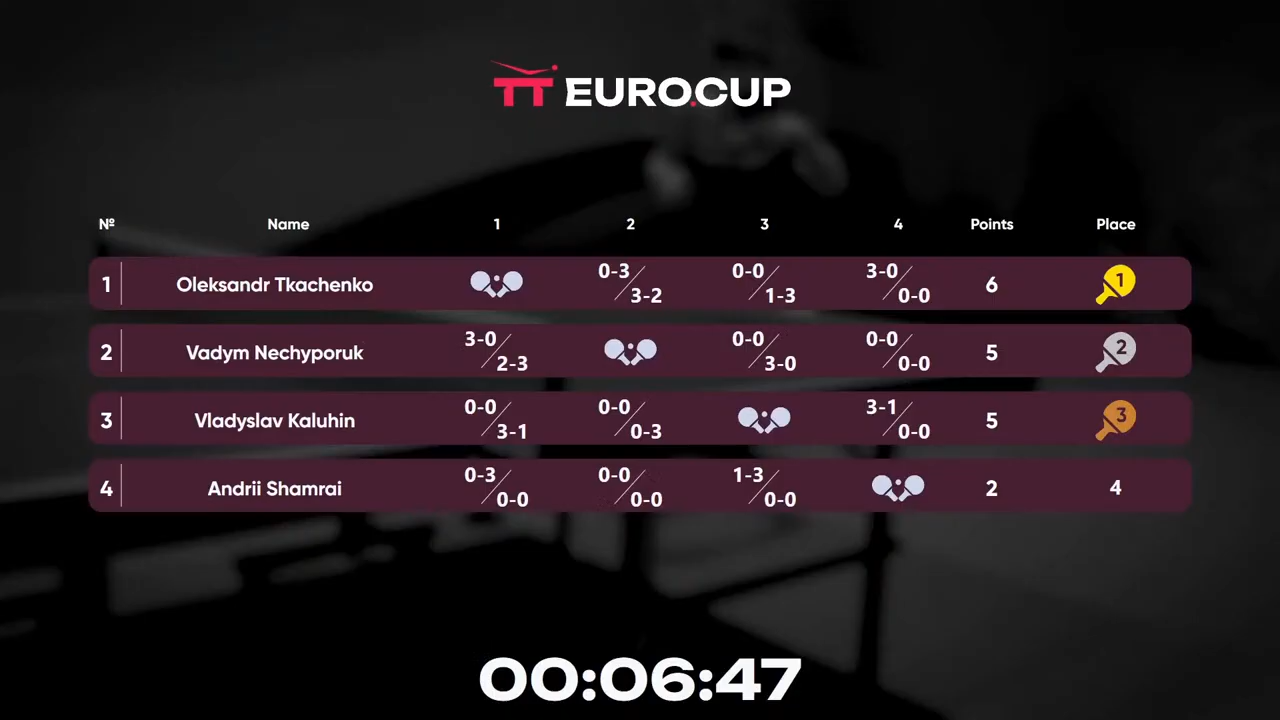 TT EURO.CUP
№ Name 1 2 3 4 Points Place
1 Oleksandr Tkachenko 0-3/3-2 0-0/1-3 3-0/0-0 6 1
2 Vadym Nechyporuk 3-0/2-3 0-0/3-0 0-0/0-0 5 2
3 Vladyslav Kaluhin 0-0/3-1 0-0/0-3 3-1/0-0 5 3
4 Andrii Shamrai 0-3/0-0 0-0/0-0 1-3/0-0 2 4
00:06:47